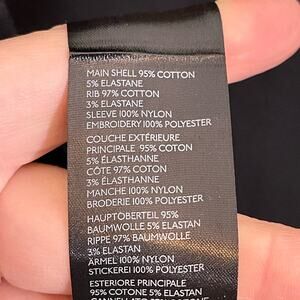 MAIN SHELL 95% COTTON
5% ELASTANE
RIB 97% COTTON
3% ELASTANE
SLEEVE 100% NYLON
EMBROIDERY 100% POLYESTER
COUCHE EXTÉRIEURE
PRINCIPALE 95% COTON
5% ÉLASTHANNE
CÔTE 97% COTON
3% ÉLASTHANNE
MANCHE 100% NYLON
BRODERIE 100% POLYESTER
HAUPTOBERTEIL 95%
BAUMWOLLE 5% ELASTAN
RIPPE 97% BAUMWOLLE
3% ELASTAN
ÄRMEL 100% NYLON
STICKEREI 100% POLYESTER
ESTERIORE PRINCIPALE
95% COTONE 5% ELASTAN